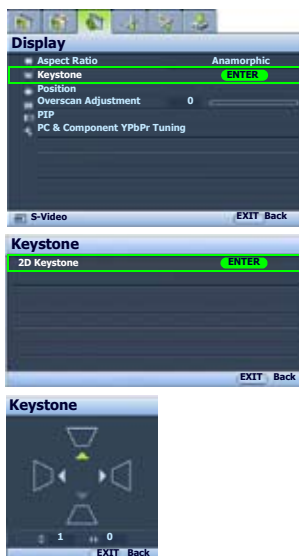 Display
Aspect Ratio Anamorphic
Keystone ENTER
Position
Overscan Adjustment 0
PIP
PC & Component YPbPr Tuning
S-Video EXIT Back
Keystone
2D Keystone ENTER
EXIT Back
Keystone
1 0
EXIT Back